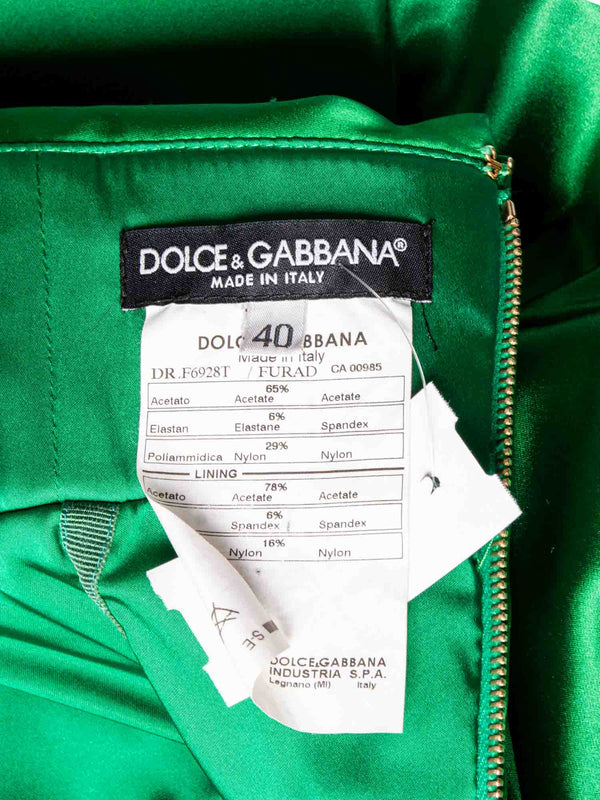 DOLCE & GABBANA®
MADE IN ITALY
40
Made in Italy
DR.F6928T / FURAD CA 00985
65%
Acetato Acetate Acetate
6%
Elastan Elastane Spandex
29%
Poliammidica Nylon Nylon
LINING
78%
Acetato Acetate Acetate
6%
Spandex Spandex
16%
Nylon Nylon
DOLCE&GABBANA
INDUSTRIA S.P.A.
Legnano (MI) Italy